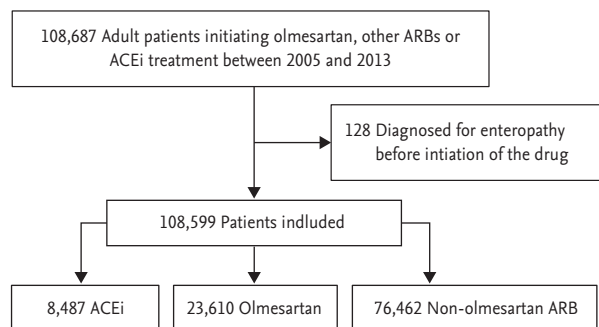 108,687 Adult patients initiating olmesartan, other ARBs or
ACEi treatment between 2005 and 2013
128 Diagnosed for enteropathy
before intiation of the drug
108,599 Patients indluded
8,487 ACEi
23,610 Olmesartan
76,462 Non-olmesartan ARB